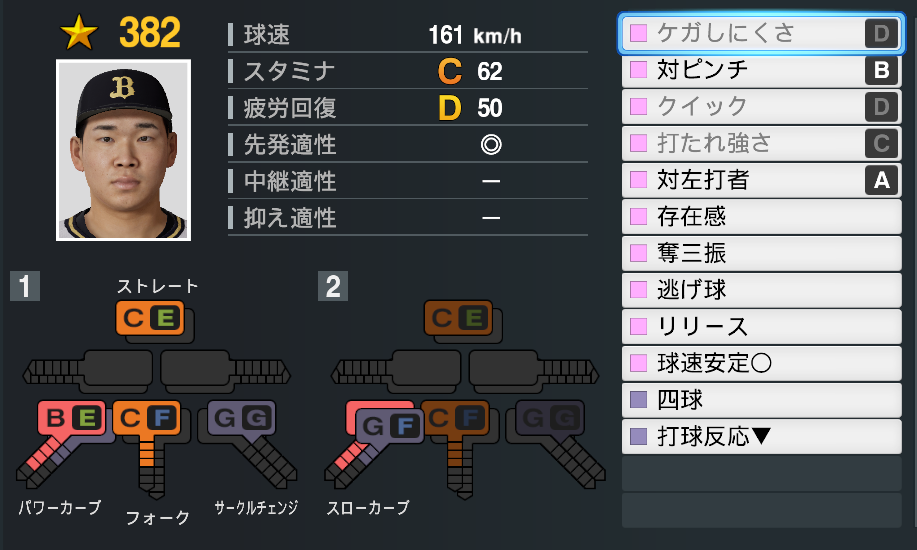 382
B
球速 161 km/h
スタミナ C 62
疲労回復 D 50
先発適性 ◎
中継適性 ー
抑え適性 ー
1
ストレート
C E
B E
C F
G G
パワーカーブ
フォーク
サークルチェンジ
2
C E
G F
C F
G G
スローカーブ
ケガしにくさ D
対ピンチ B
クイック D
打たれ強さ C
対左打者 A
存在感
奪三振
逃げ球
リリース
球速安定〇
四球
打球反応▼